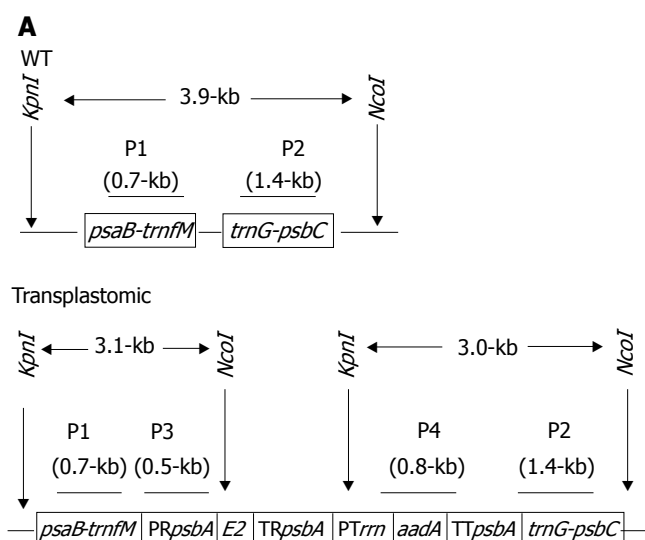 A
WT
KpnI
3.9-kb
NcoI
P1 P2
(0.7-kb) (1.4-kb)
psaB-trnfM trnG-psbC
Transplastomic
KpnI 3.1-kb NcoI KpnI 3.0-kb NcoI
P1 P3 P4 P2
(0.7-kb) (0.5-kb) (0.8-kb) (1.4-kb)
psaB-trnfM PRpsbA E2 TRpsbA PTrrn aadA TTpsbA trnG-psbC